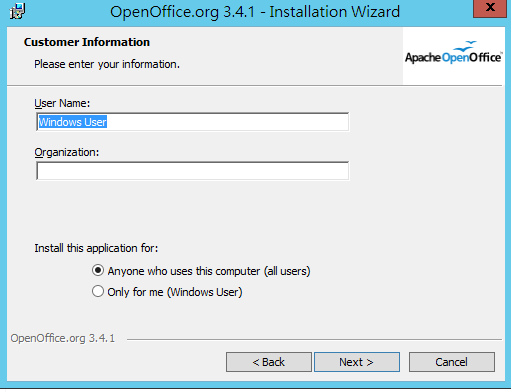 OpenOffice.org 3.4.1 - Installation Wizard
X
Customer Information
Please enter your information.
Apache OpenOffice™
User Name:
Windows User
Organization:
Install this application for:
Anyone who uses this computer (all users)
Only for me (Windows User)
OpenOffice.org 3.4.1
< Back
Next >
Cancel